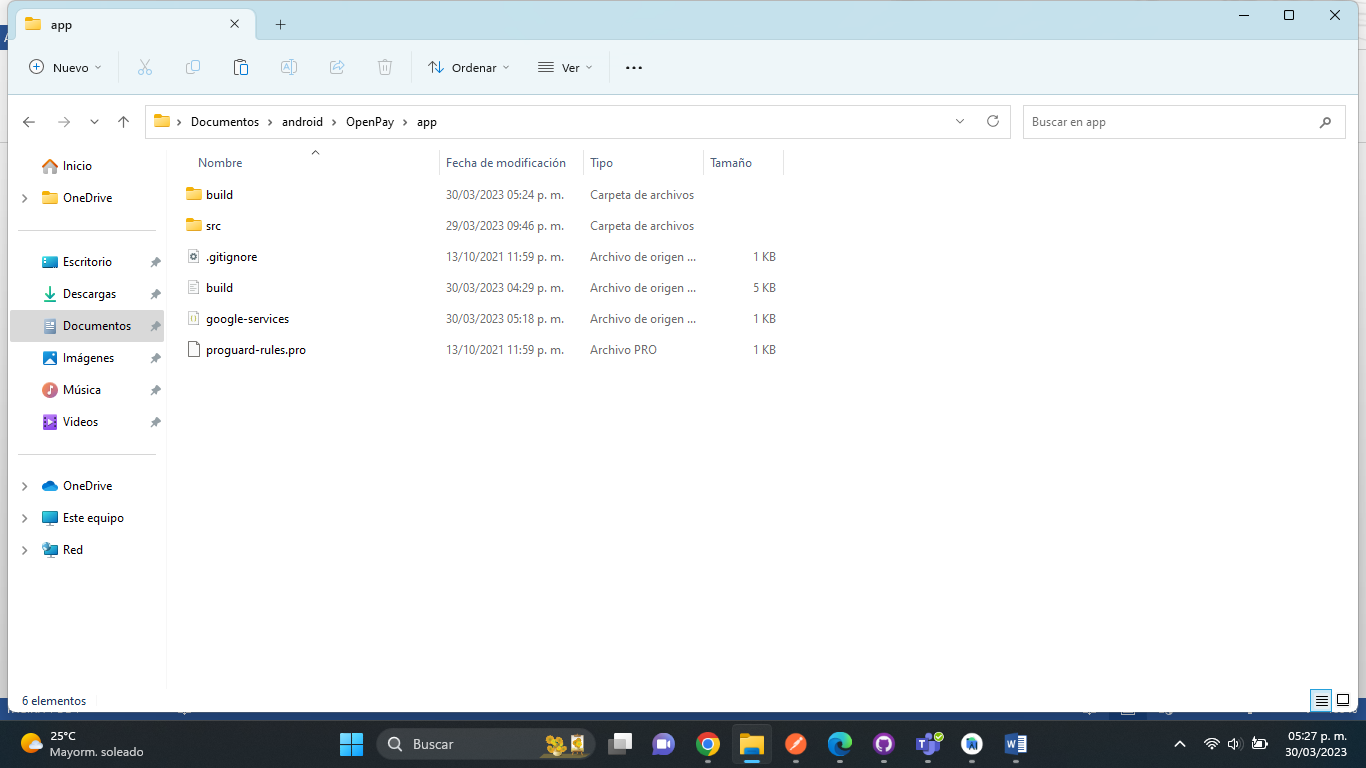 app
Nuevo
Ordenar
Ver
Documentos
android
OpenPay
app
Buscar en app
Inicio
OneDrive
Escritorio
Descargas
Documentos
Imágenes
Música
Videos
OneDrive
Este equipo
Red
Nombre Fecha de modificación Tipo Tamaño
build 30/03/2023 05:24 p. m. Carpeta de archivos
src 29/03/2023 09:46 p. m. Carpeta de archivos
.gitignore 13/10/2021 11:59 p. m. Archivo de origen ... 1 KB
build 30/03/2023 04:29 p. m. Archivo de origen ... 5 KB
google-services 30/03/2023 05:18 p. m. Archivo de origen ... 1 KB
proguard-rules.pro 13/10/2021 11:59 p. m. Archivo PRO 1 KB
6 elementos
25°C
Mayorm. soleado
Buscar
05:27 p. m.
30/03/2023